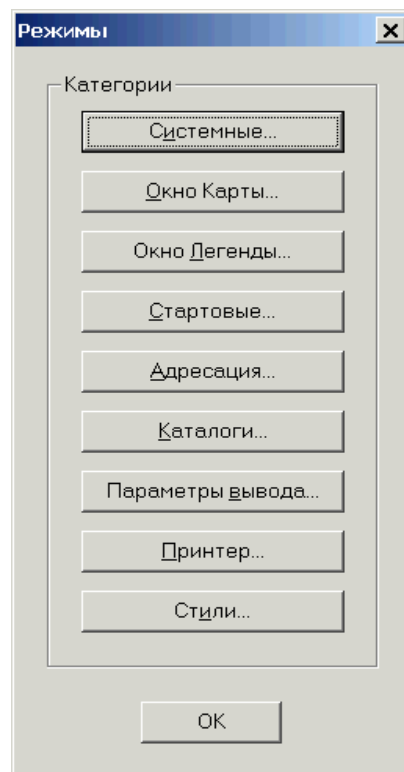 Режимы
Категории
Системные...
Окно Карты...
Окно Легенды...
Стартовые...
Адресация...
Каталоги...
Параметры вывода...
Принтер...
Стили...
OK